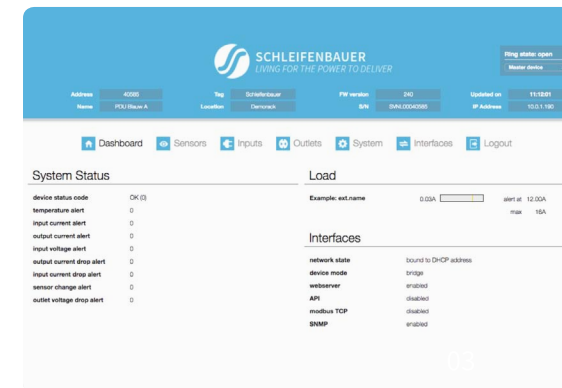 SCHLEIFENBAUER
LIVING FOR THE POWER TO DELIVER
Ring state: open
Master device
Address 40585 Tag Schleifenbauer FW version 240 Updated on 11:12:01
Name PDU Blauw A Location Demorack S/N SVNL00040585 IP Address 10.0.1.195
Dashboard Sensors Inputs Outlets System Interfaces Logout
System Status
device status code OK (0)
temperature alert 0
input current alert 0
output current alert 0
input voltage alert 0
output current drop alert 0
input current drop alert 0
sensor change alert 0
outlet voltage drop alert 0
Load
Example: ext.name 0.03A alert at 12.00A
max 16A
Interfaces
network state bound to DHCP address
device mode bridge
webserver enabled
API disabled
modbus TCP disabled
SNMP enabled
03